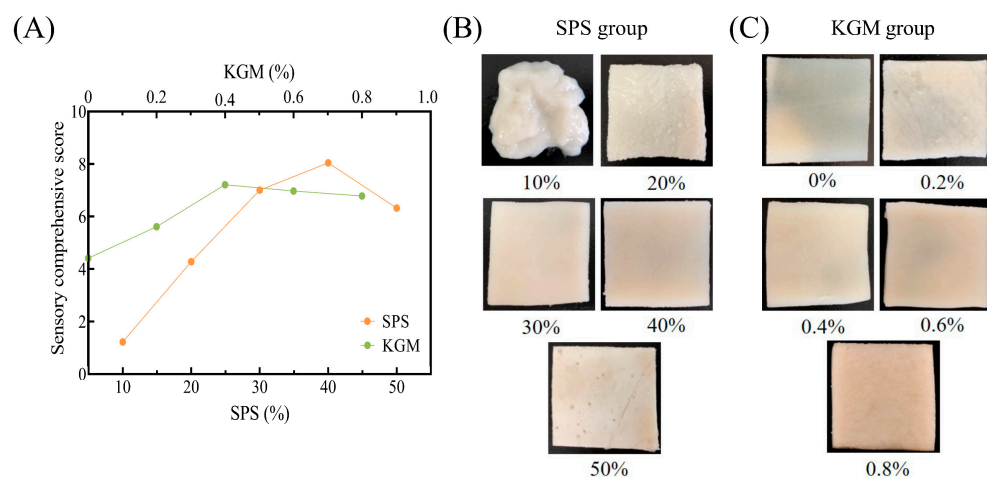 (A)
KGM (%)
0 0.2 0.4 0.6 0.8 1.0
10
8
6
4
2
0
Sensory comprehensive score
SPS
KGM
10 20 30 40 50
SPS (%)
(B) SPS group
10% 20%
30% 40%
50%
(C) KGM group
0% 0.2%
0.4% 0.6%
0.8%